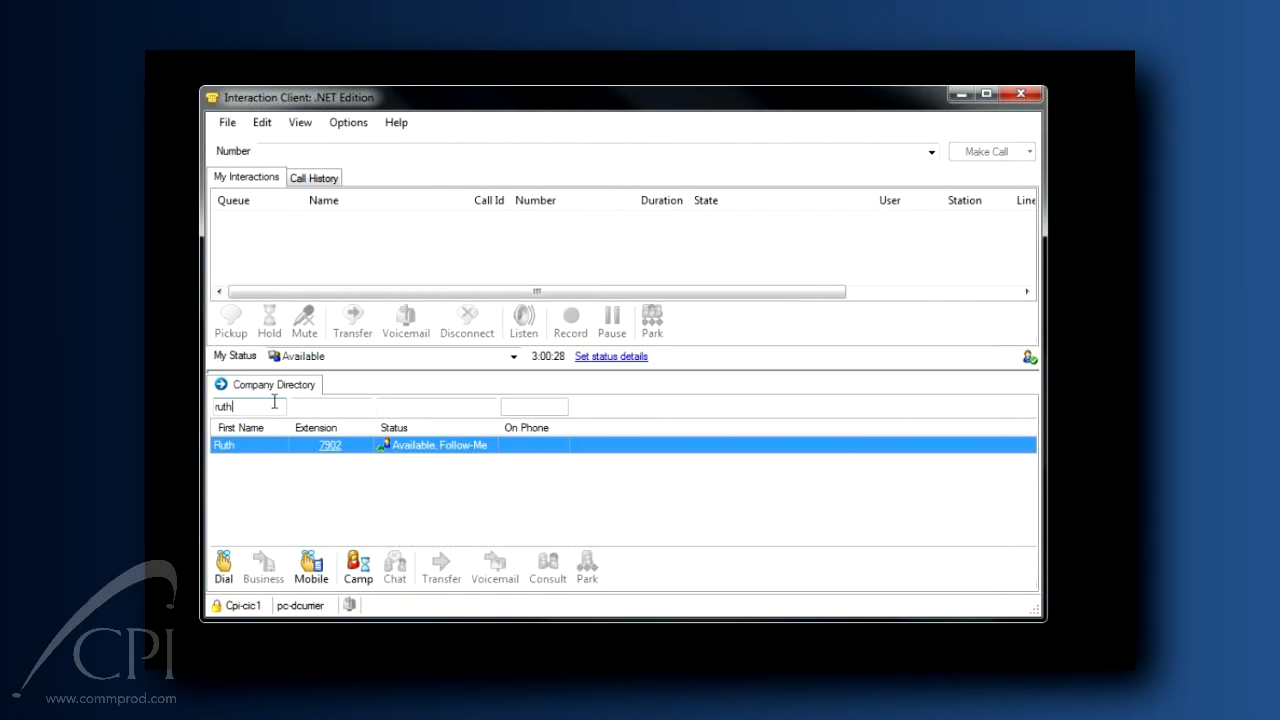 Interaction Client: .NET Edition
File Edit View Options Help
Number Make Call
My Interactions Call History
Queue Name Call Id Number Duration State User Station Line
Pickup Hold Mute Transfer Voicemail Disconnect Listen Record Pause Park
My Status Available 3:00:28 Set status details
Company Directory
ruth
First Name Extension Status On Phone
Ruth 7902 Available, Follow-Me
Dial Business Mobile Camp Chat Transfer Voicemail Consult Park
Cpi-cic1 pc-dcurrier
CPI
www.commprod.com